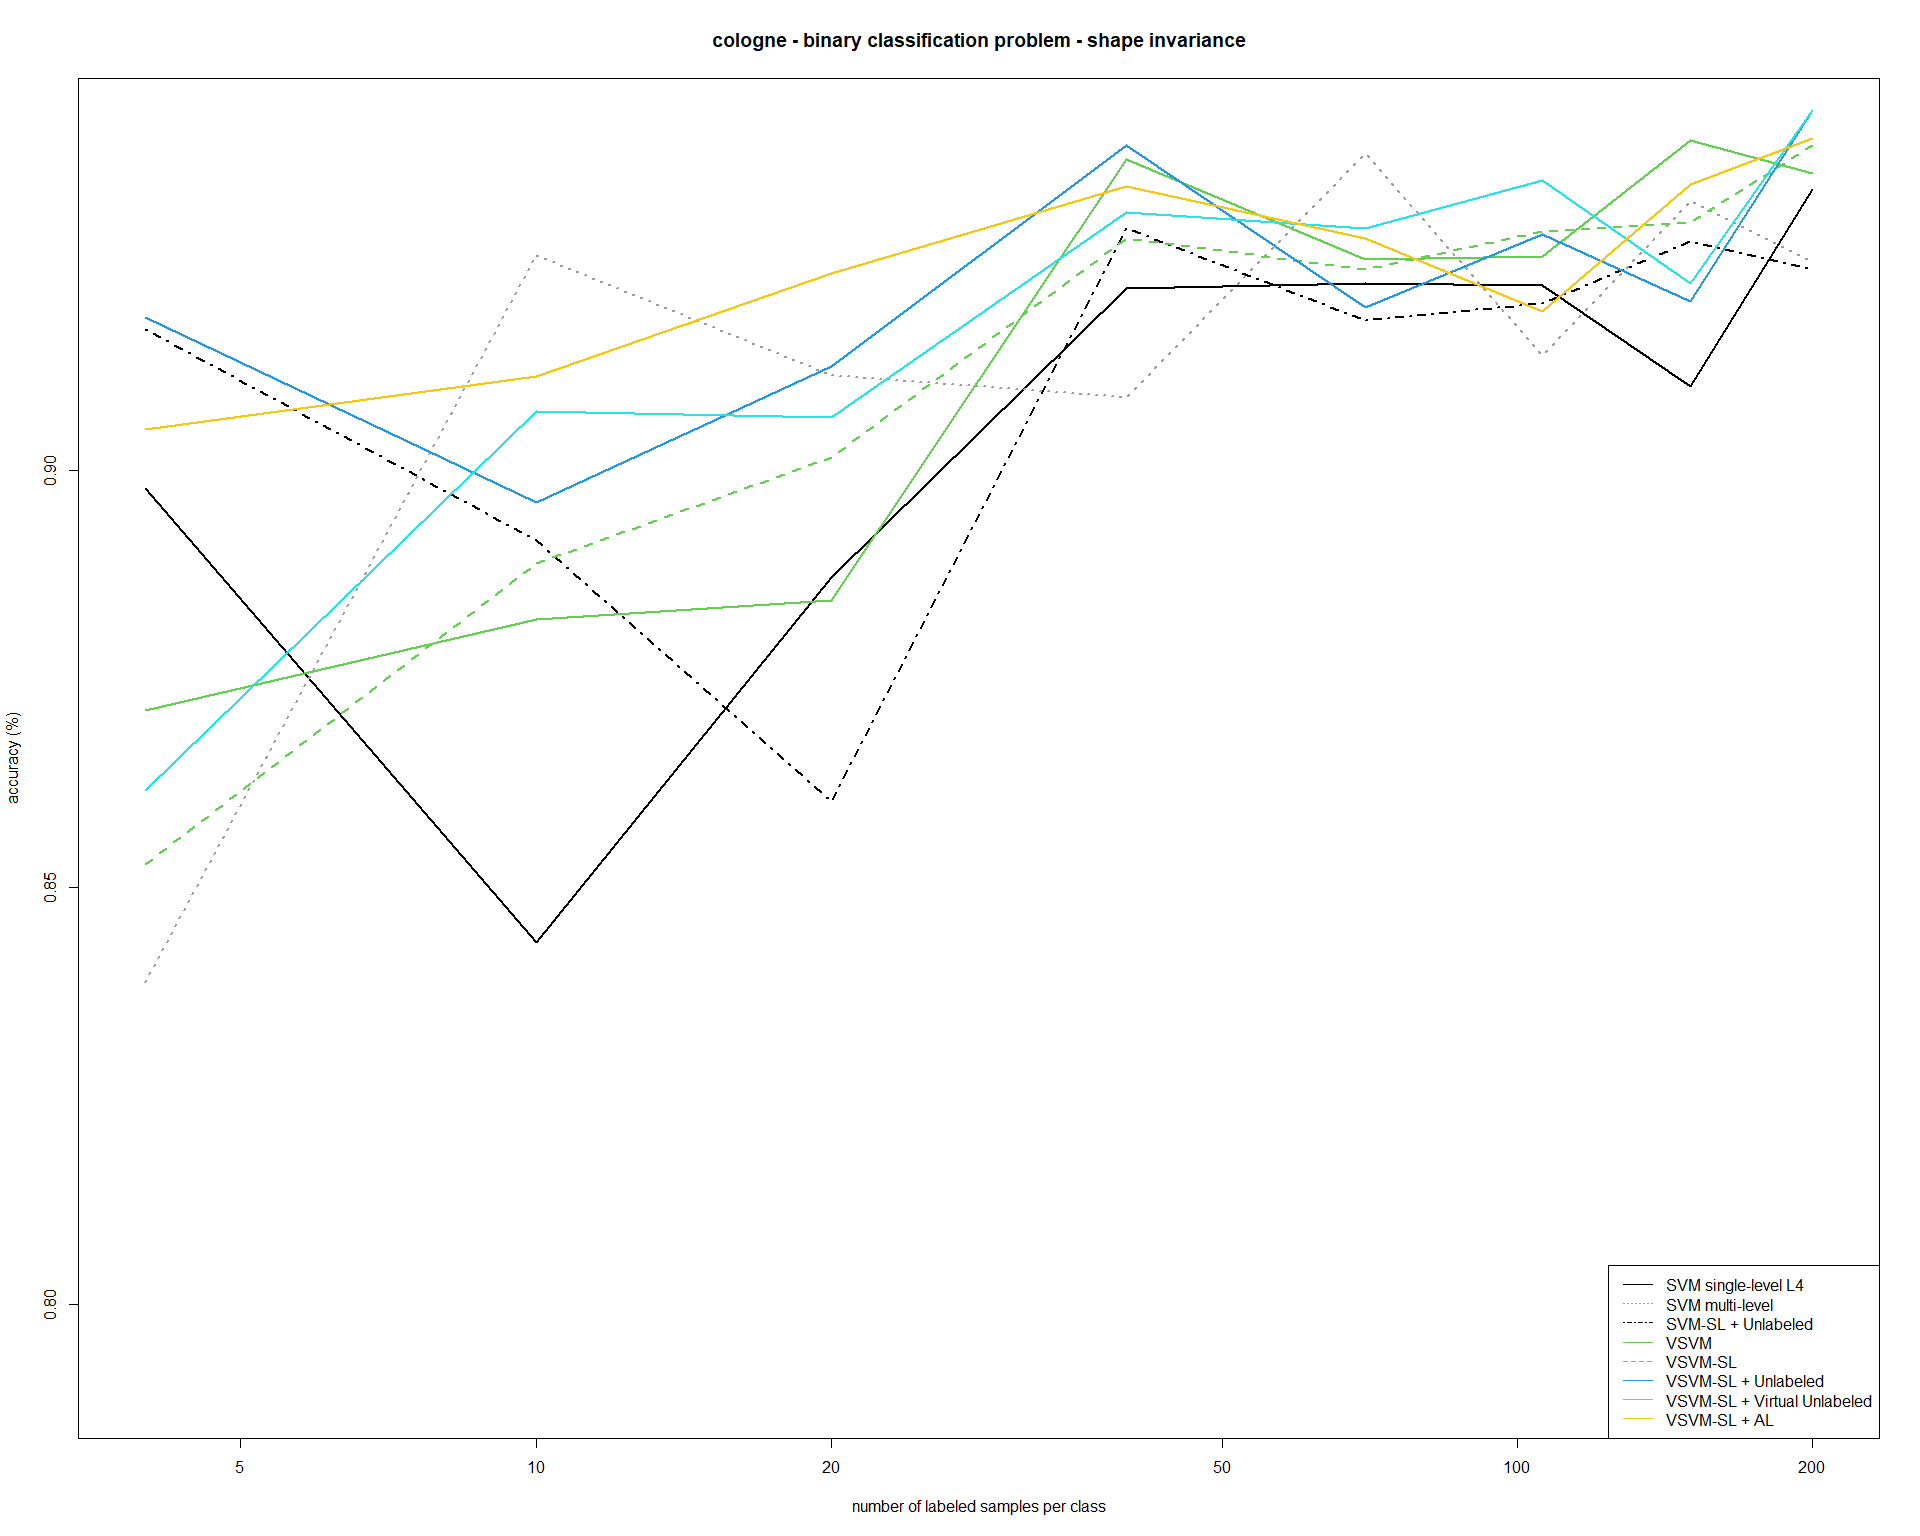 cologne - binary classification problem - shape invariance
accuracy (%)
0.90
0.85
0.80
SVM single-level L4
SVM multi-level
SVM-SL + Unlabeled
VSVM
VSVM-SL
VSVM-SL + Unlabeled
VSVM-SL + Virtual Unlabeled
VSVM-SL + AL
5 10 20 50 100 200
number of labeled samples per class